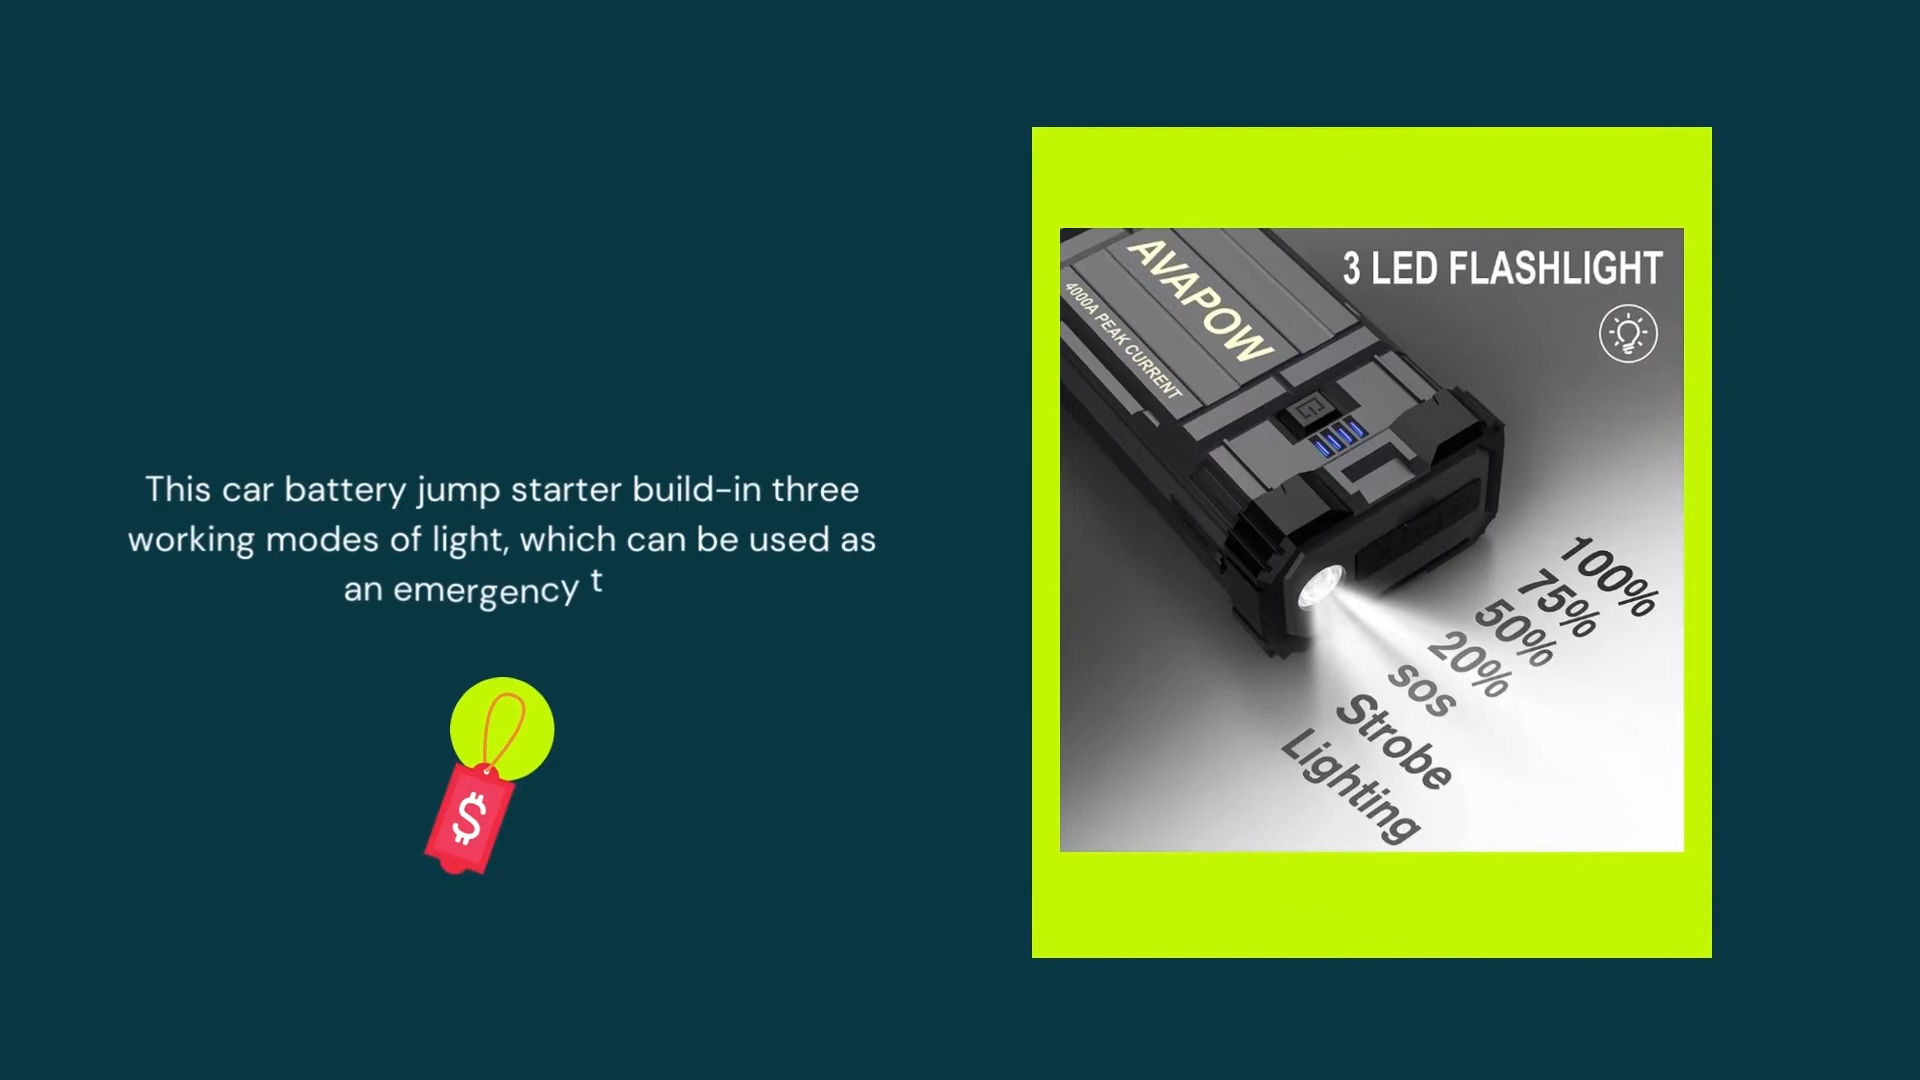 This car battery jump starter build-in three
working modes of light, which can be used as
an emergency t
$
3 LED FLASHLIGHT
AVAPOW
4000A PEAK CURRENT
100%
75%
50%
20%
SOS
Strobe
Lighting